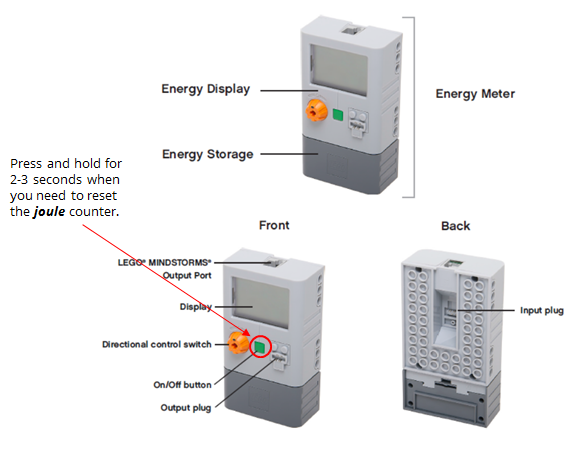 Energy Display
Energy Meter
Energy Storage
Press and hold for
2-3 seconds when
you need to reset
the joule counter.
Front
Back
LEGO® MINDSTORMS®
Output Port
Display
Input plug
Directional control switch
On/Off button
Output plug